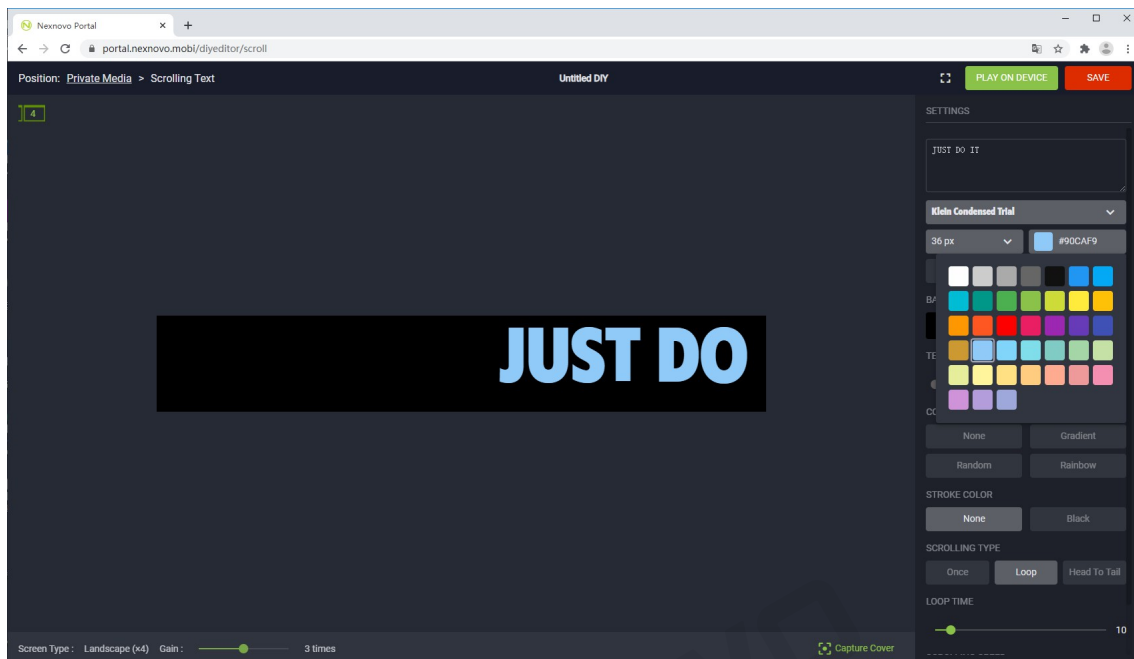 Nexnovo Portal
portal.nexnovo.mobi/diyeditor/scroll
Position: Private Media > Scrolling Text
Untitled DIY
PLAY ON DEVICE
SAVE
4
SETTINGS
JUST DO IT
Klein Condensed Trial
36 px
#90CAF9
BA
TE
CO
JUST DO
None
Gradient
Random
Rainbow
STROKE COLOR
None
Black
SCROLLING TYPE
Once
Loop
Head To Tail
LOOP TIME
10
Screen Type : Landscape (×4) Gain : 3 times
Capture Cover